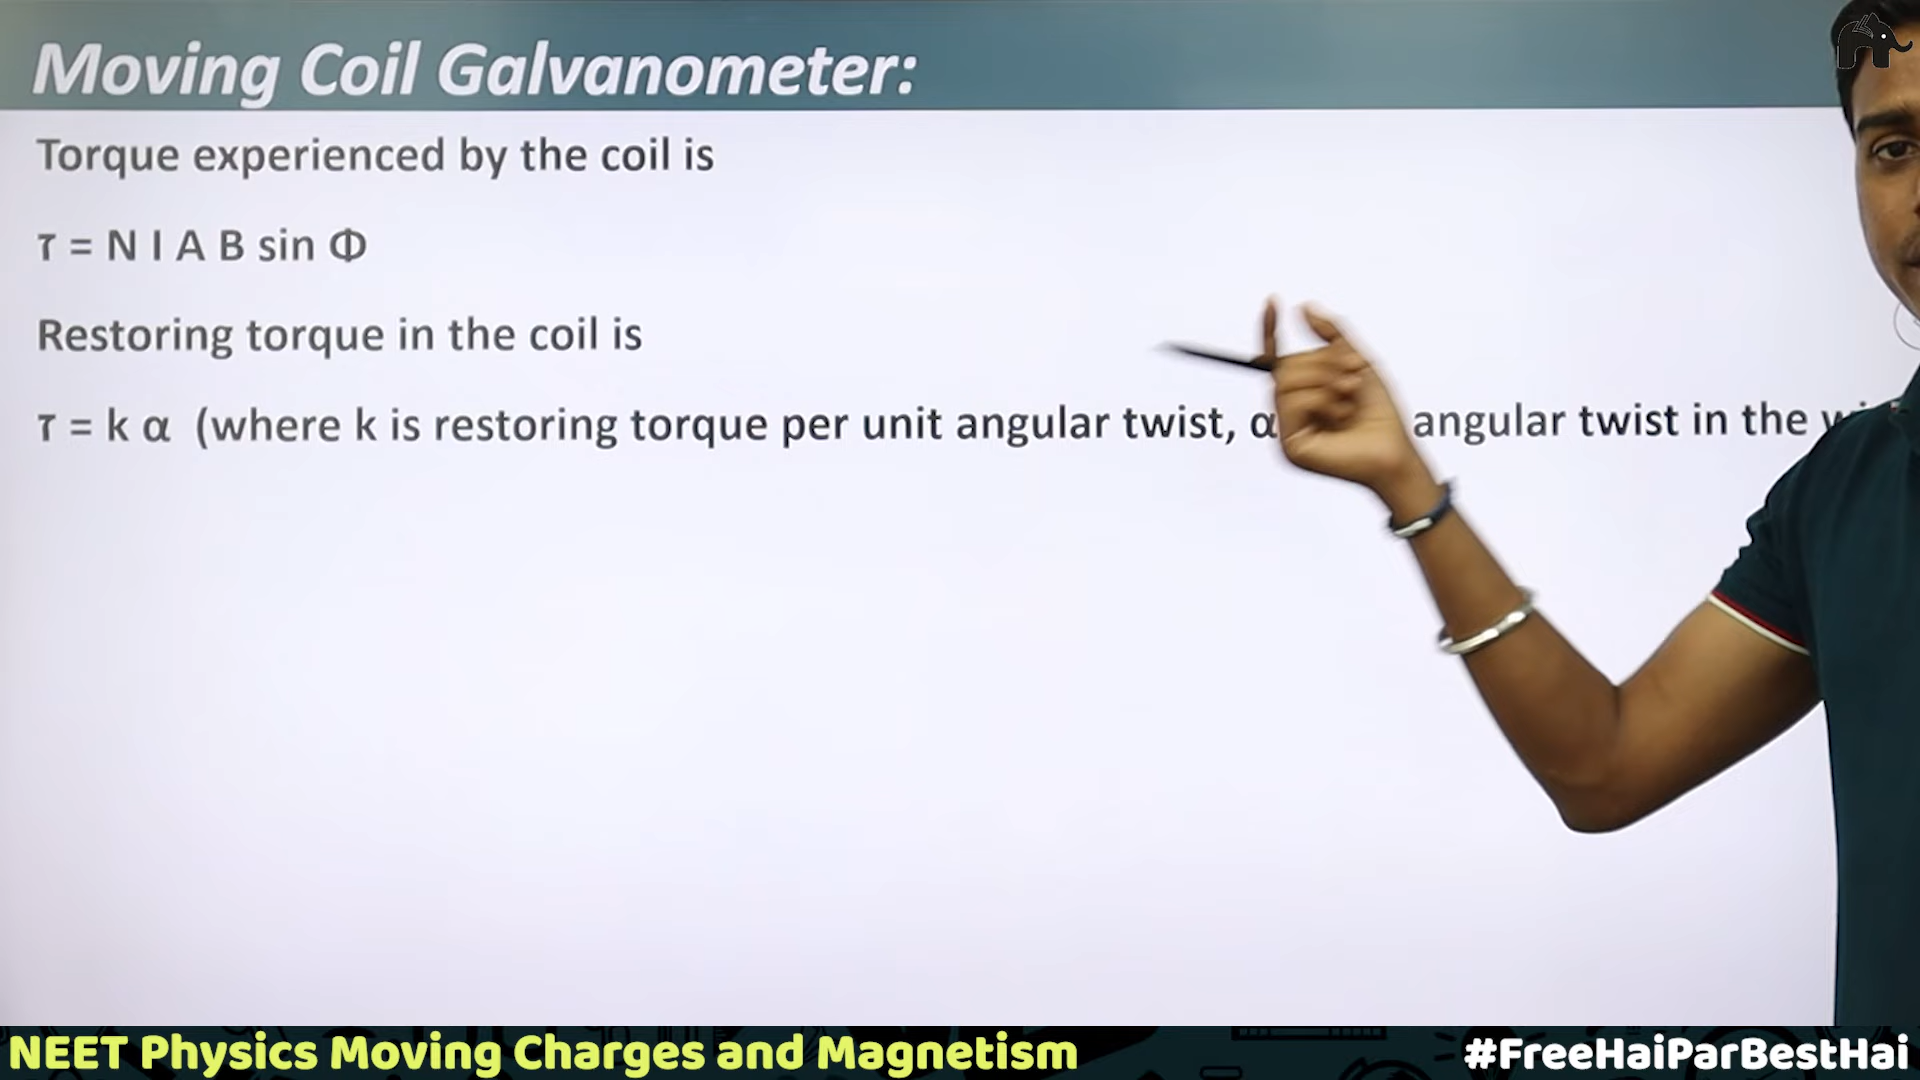 Moving Coil Galvanometer:
Torque experienced by the coil is
τ = N I A B sin Φ
Restoring torque in the coil is
τ = k α (where k is restoring torque per unit angular twist, α angular twist in the
NEET Physics Moving Charges and Magnetism
#FreeHaiParBestHai